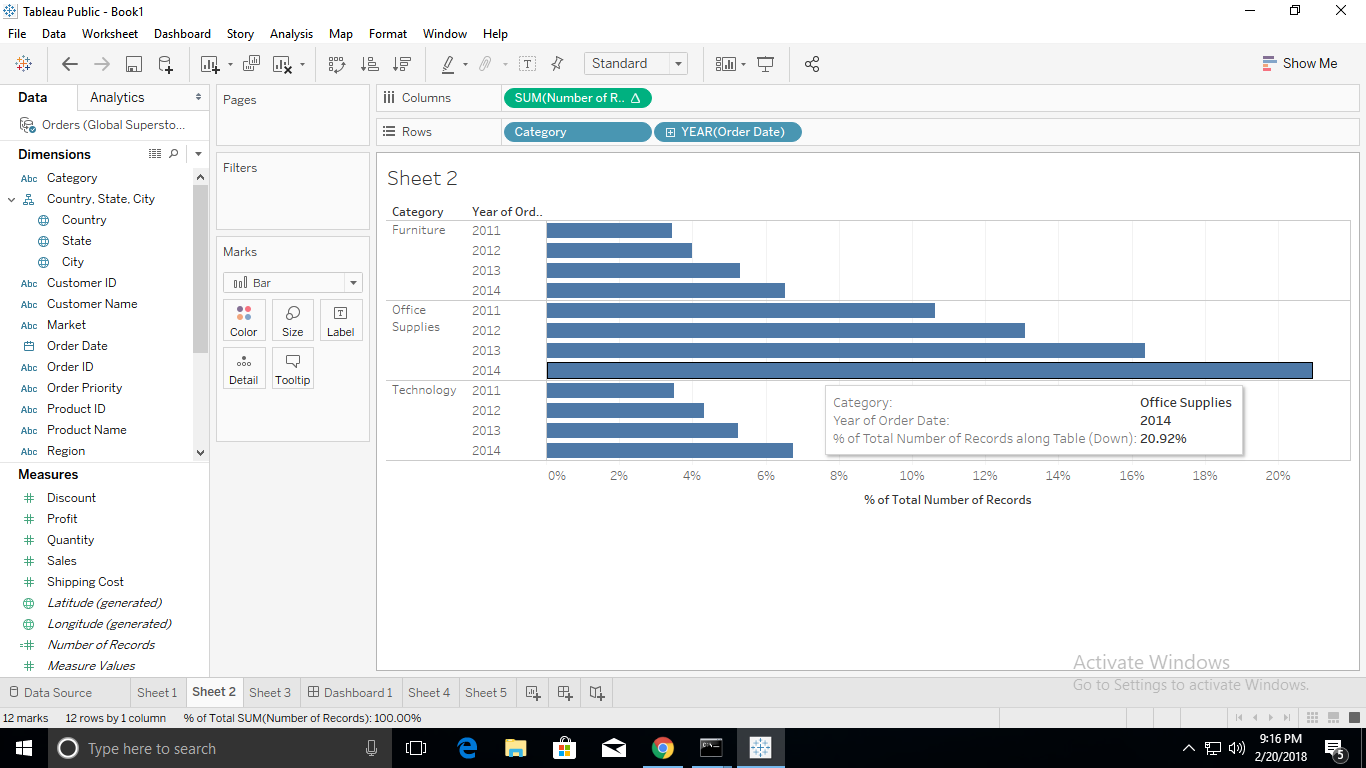 Tableau Public - Book1
File Data Worksheet Dashboard Story Analysis Map Format Window Help
Standard
Show Me
Data Analytics
Orders (Global Supersto...
Dimensions
Abc Category
Country, State, City
Country
State
City
Abc Customer ID
Abc Customer Name
Abc Market
Order Date
Abc Order ID
Abc Order Priority
Abc Product ID
Abc Product Name
Abc Region
Measures
Discount
Profit
Quantity
Sales
Shipping Cost
Latitude (generated)
Longitude (generated)
Number of Records
Measure Values
Pages
Filters
Marks
Bar
Color Size Label
Detail Tooltip
Columns SUM(Number of R..
Rows Category YEAR(Order Date)
Sheet 2
Category Year of Ord..
Furniture 2011
2012
2013
2014
Office Supplies 2011
2012
2013
2014
Technology 2011
2012
2013
2014
Category: Office Supplies
Year of Order Date: 2014
% of Total Number of Records along Table (Down): 20.92%
0% 2% 4% 6% 8% 10% 12% 14% 16% 18% 20%
% of Total Number of Records
Activate Windows
Go to Settings to activate Windows.
Data Source Sheet 1 Sheet 2 Sheet 3 Dashboard 1 Sheet 4 Sheet 5
12 marks 12 rows by 1 column % of Total SUM(Number of Records): 100.00%
Type here to search
9:16 PM
2/20/2018
5